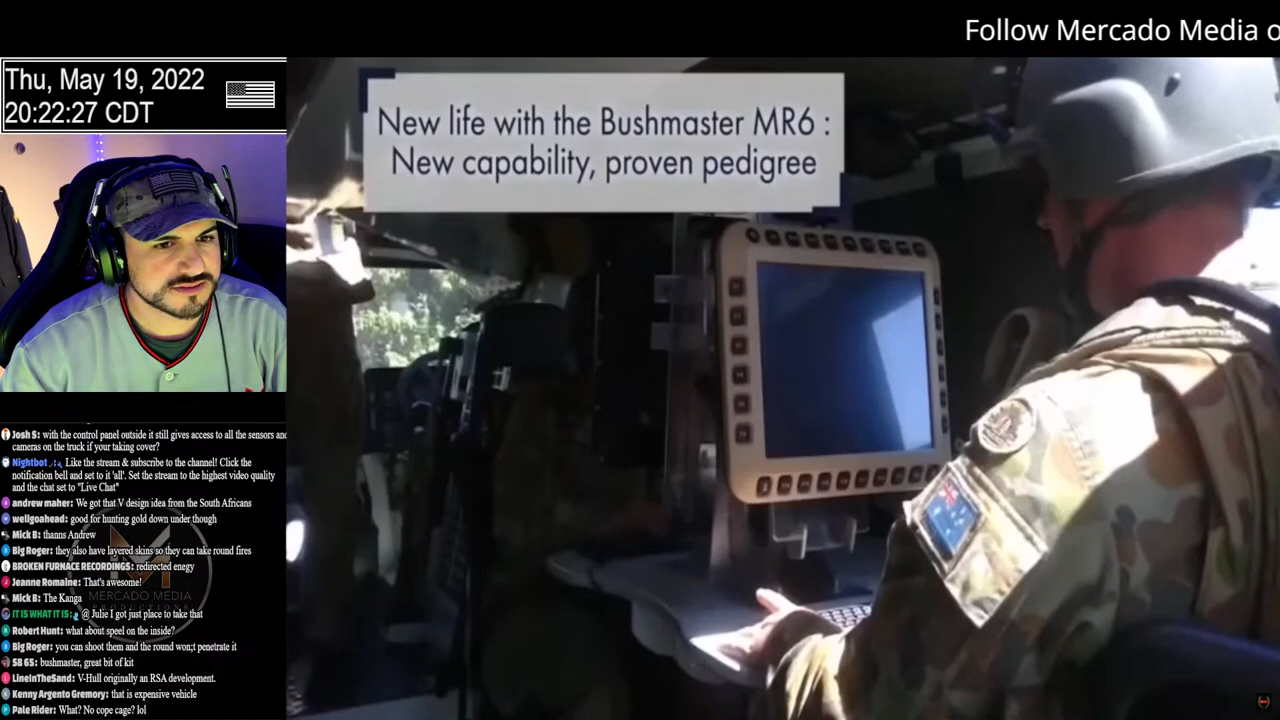 Follow Mercado Media o
Thu, May 19, 2022
20:22:27 CDT
New life with the Bushmaster MR6 :
New capability, proven pedigree
Josh S: with the control panel outside it still gives access to all the sensors and
cameras on the truck if your taking cover?
Nightbot: Like the stream & subscribe to the channel! Click the
notification bell and set to it 'all'. Set the stream to the highest video quality
and the chat set to "Live Chat"
andrew maher: We got that V design idea from the South Africans
wellgoahead: good for hunting gold down under though
Mick B: thanns Andrew
Big Roger: they also have layered skins so they can take round fires
BROKEN FURNACE RECORDINGS: redirected enegy
Jeanne Romaine: That's awesome!
Mick B: The Kanga
MERCADO MEDIA
PRODUCTIONS
IT IS WHAT IT IS: @ Julie I got just place to take that
Robert Hunt: what about speel on the inside?
Big Roger: you can shoot them and the round won;t penetrate it
SB 65: bushmaster, great bit of kit
LineInTheSand: V-Hull originally an RSA development.
Kenny Argento Gremory: that is expensive vehicle
Pale Rider: What? No cope cage? lol